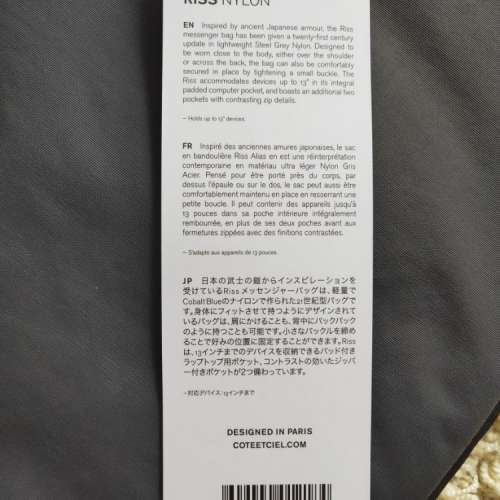 RISS NYLON
EN Inspired by ancient Japanese armour, the Riss
messenger bag has been given a twenty-first century
update in lightweight Steel Grey Nylon. Designed to
be worn close to the body, either over the shoulder
or across the back, the bag can also be comfortably
secured in place by tightening a small buckle. The
Riss accommodates devices up to 13" in its integral
padded computer pocket, and boasts an additional two
pockets with contrasting zip details.
– Holds up to 13" devices.
FR Inspiré des anciennes amures japonaises, le sac
en bandoulière Riss Alias en est une réinterprétation
contemporaine en matériau ultra léger Nylon Gris
Acier. Pensé pour être porté près du corps, par
dessus l'épaule ou sur le dos, le sac peut aussi être
comfortablement maintenu en place en resserrant une
petite boucle. Il peut contenir des appareils jusqu'à
13 pouces dans sa poche intérieure intégralement
rembourrée, en plus des deux poches avant aux
fermetures zippées avec des finitions contrastées.
– S'adapte aux appareils de 13 pouces.
JP 日本の武士の鎧からインスピレーションを
受けているRiss メッセンジャーバッグは、軽量で
Cobalt Blueのナイロンで作られた21世紀型バッグで
す。身体にフィットさせて持つようにデザインされて
いるバッグは、肩にかけることも、背中にバックパック
のように持つことも可能です。小さなバックルを締め
ることで好みの位置に固定することができます。Riss
は、13インチまでのデバイスを収納できるパッド付き
ラップトップ用ポケット、コントラストの効いたジッパ
ー付きポケットが2つ備わっています。
– 対応デバイス：13インチまで
DESIGNED IN PARIS
COTEETCIEL.COM